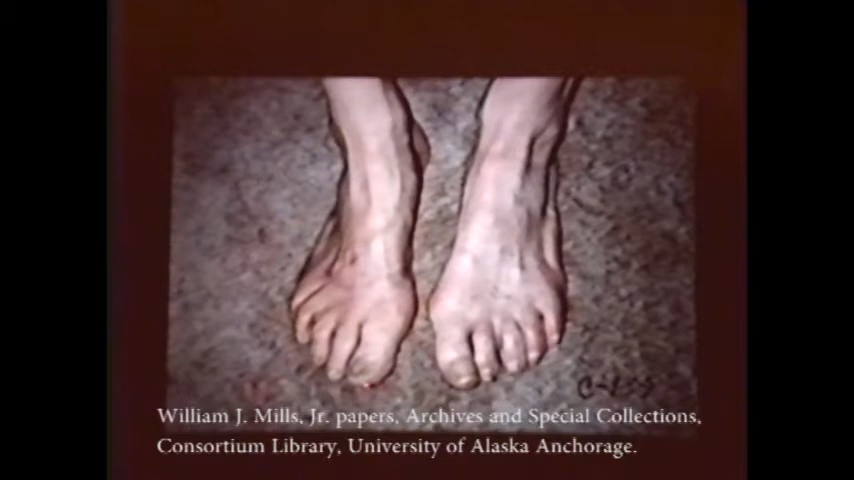 William J. Mills, Jr. papers, Archives and Special Collections,
Consortium Library, University of Alaska Anchorage.